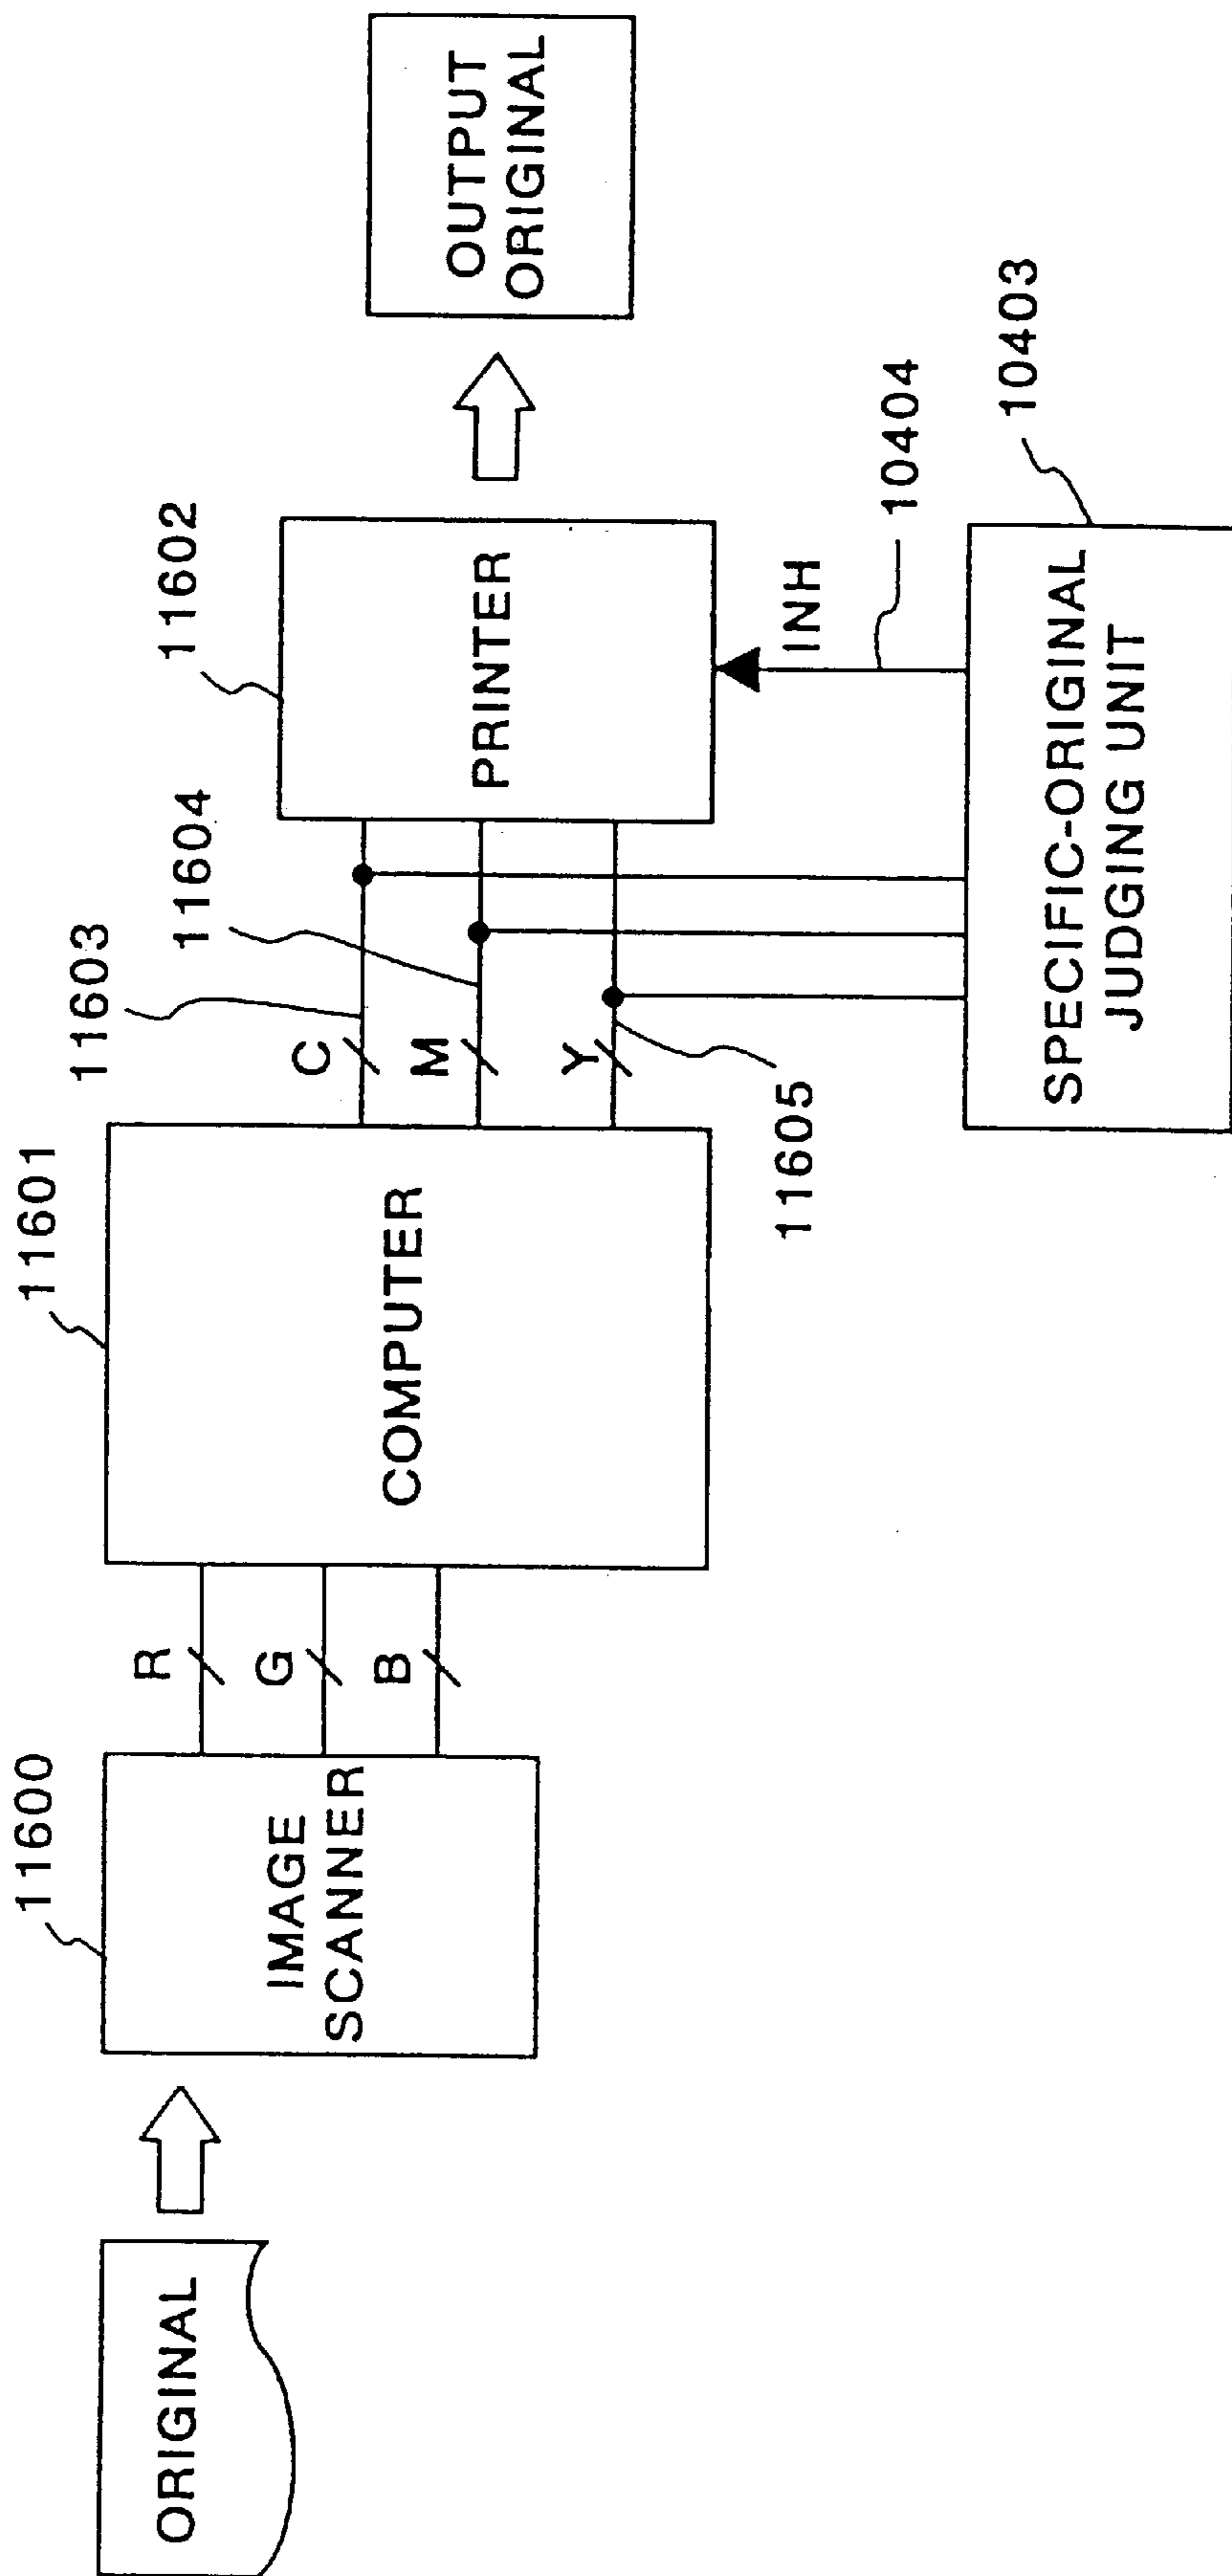 ORIGINAL
11600
IMAGE
SCANNER
R
G
B
11601
COMPUTER
11603
11604
C
M
Y
11605
11602
PRINTER
INH
10404
10403
SPECIFIC-ORIGINAL
JUDGING UNIT
OUTPUT
ORIGINAL